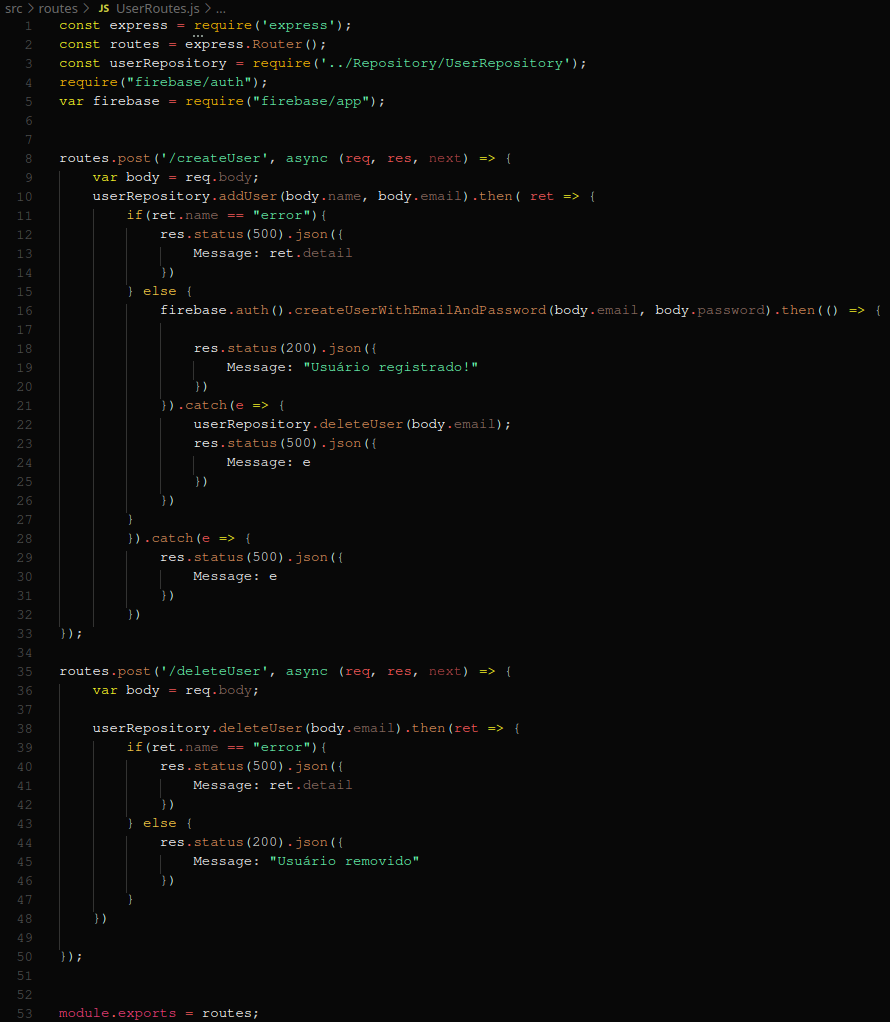 src > routes > JS UserRoutes.js > ...
1 const express = require('express');
2 const routes = express.Router();
3 const userRepository = require('../Repository/UserRepository');
4 require("firebase/auth");
5 var firebase = require("firebase/app");
6
7
8 routes.post('/createUser', async (req, res, next) => {
9 var body = req.body;
10 userRepository.addUser(body.name, body.email).then( ret => {
11 if(ret.name == "error"){
12 res.status(500).json({
13 Message: ret.detail
14 })
15 } else {
16 firebase.auth().createUserWithEmailAndPassword(body.email, body.password).then(() => {
17
18 res.status(200).json({
19 Message: "Usuário registrado!"
20 })
21 }).catch(e => {
22 userRepository.deleteUser(body.email);
23 res.status(500).json({
24 Message: e
25 })
26 })
27 }
28 }).catch(e => {
29 res.status(500).json({
30 Message: e
31 })
32 })
33 });
34
35 routes.post('/deleteUser', async (req, res, next) => {
36 var body = req.body;
37
38 userRepository.deleteUser(body.email).then(ret => {
39 if(ret.name == "error"){
40 res.status(500).json({
41 Message: ret.detail
42 })
43 } else {
44 res.status(200).json({
45 Message: "Usuário removido"
46 })
47 }
48 })
49
50 });
51
52
53 module.exports = routes;